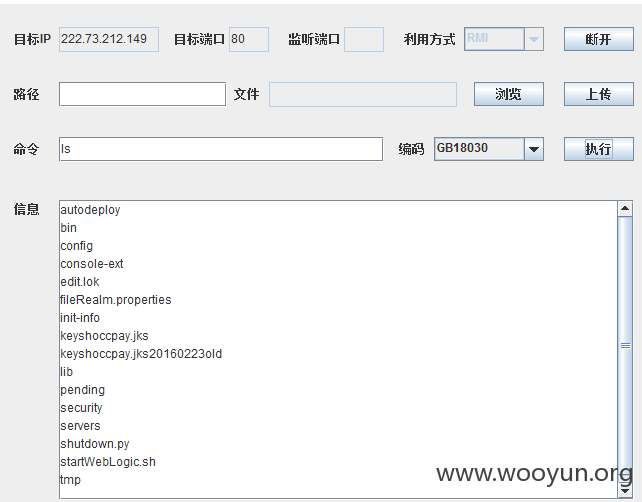 目标IP 222.73.212.149 目标端口 80 监听端口 利用方式 RMI 断开
路径 文件 浏览 上传
命令 ls 编码 GB18030 执行
信息
autodeploy
bin
config
console-ext
edit.lok
fileRealm.properties
init-info
keyshoccpay.jks
keyshoccpay.jks20160223old
lib
pending
security
servers
shutdown.py
startWebLogic.sh
tmp
www.wooyun.org